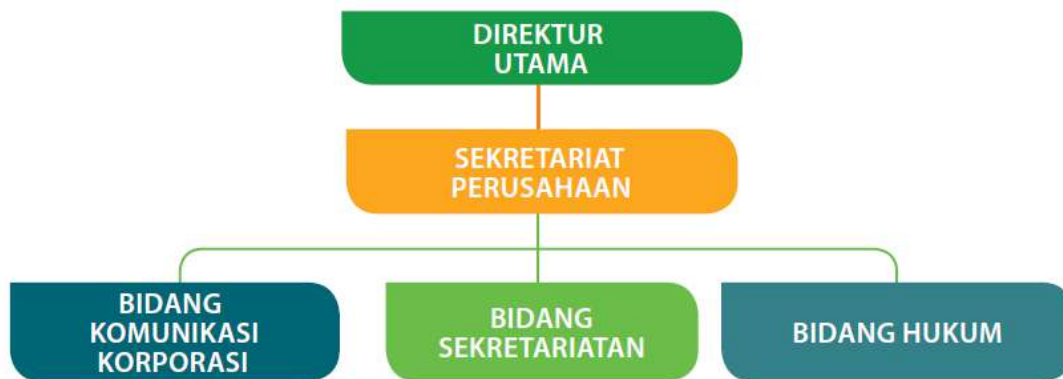 DIREKTUR
UTAMA
SEKRETARIAT
PERUSAHAAN
BIDANG
KOMUNIKASI
KORPORASI
BIDANG
SEKRETARIATAN
BIDANG HUKUM